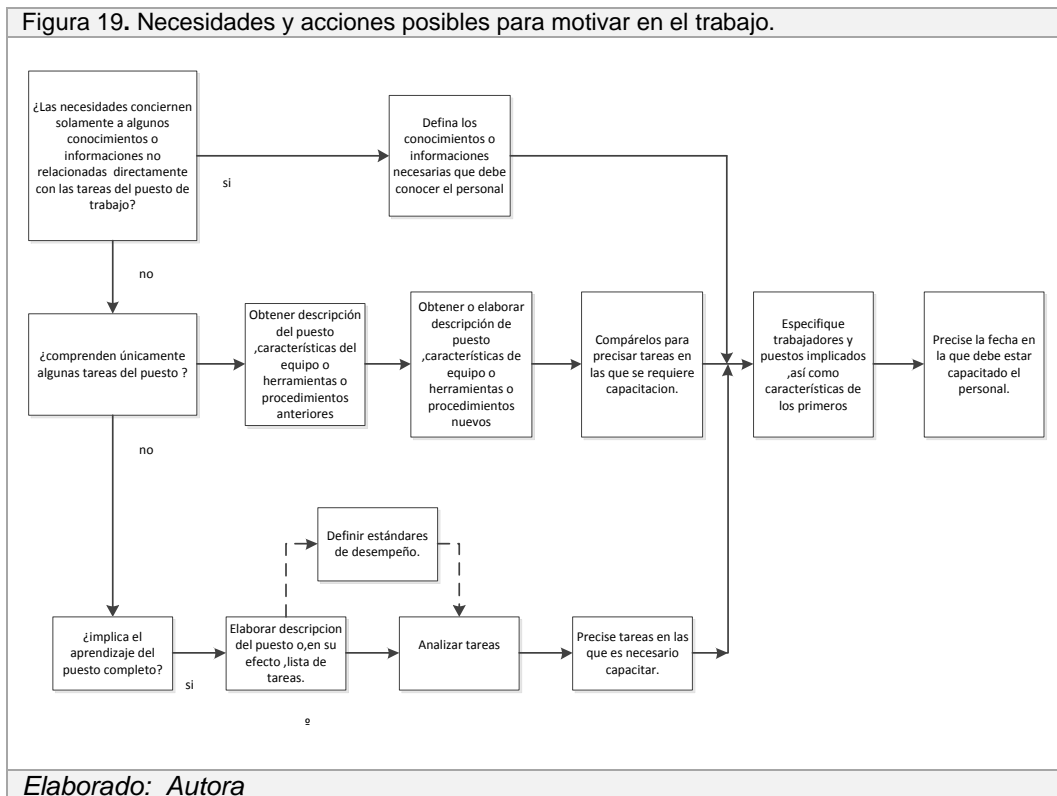 Figura 19. Necesidades y acciones posibles para motivar en el trabajo.
¿Las necesidades conciernen
solamente a algunos
conocimientos o
informaciones no
relacionadas directamente
con las tareas del puesto de
trabajo?
si
Defina los
conocimientos o
informaciones
necesarias que debe
conocer el personal
no
¿comprenden únicamente
algunas tareas del puesto ?
Obtener descripción
del puesto
,características del
equipo o
herramientas o
procedimientos
anteriores
Obtener o elaborar
descripción de
puesto
,características de
equipo o
herramientas o
procedimientos
nuevos
Compárelos para
precisar tareas en
las que se requiere
capacitacion.
Especifique
trabajadores y
puestos implicados
,así como
características de
los primeros
Precise la fecha en
la que debe estar
capacitado el
personal.
no
Definir estándares
de desempeño.
¿implica el
aprendizaje del
puesto completo?
si
Elaborar descripcion
del puesto o,en su
efecto ,lista de
tareas.
Analizar tareas
Precise tareas en las
que es necesario
capacitar.
º
Elaborado: Autora